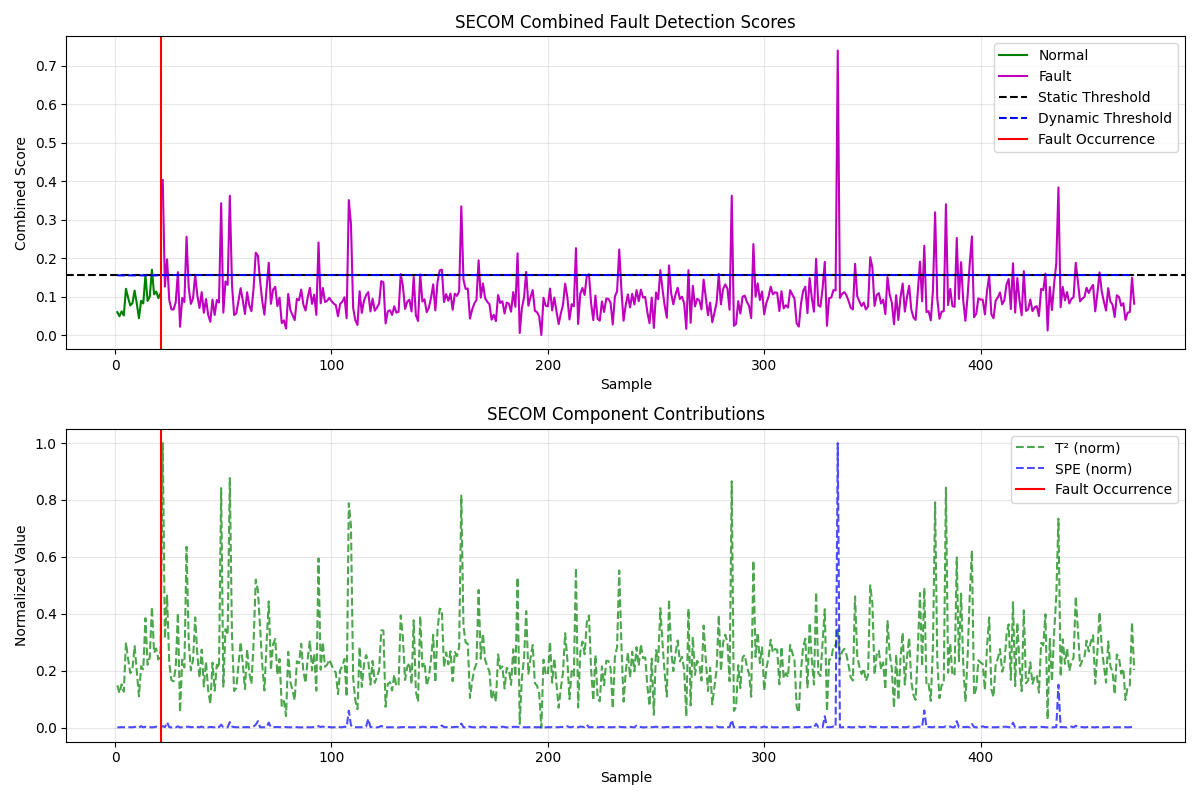 SECOM Combined Fault Detection Scores
Combined Score
0.7
0.6
0.5
0.4
0.3
0.2
0.1
0.0
Normal
Fault
Static Threshold
Dynamic Threshold
Fault Occurrence
0 100 200 300 400
Sample
SECOM Component Contributions
Normalized Value
1.0
0.8
0.6
0.4
0.2
0.0
T² (norm)
SPE (norm)
Fault Occurrence
0 100 200 300 400
Sample